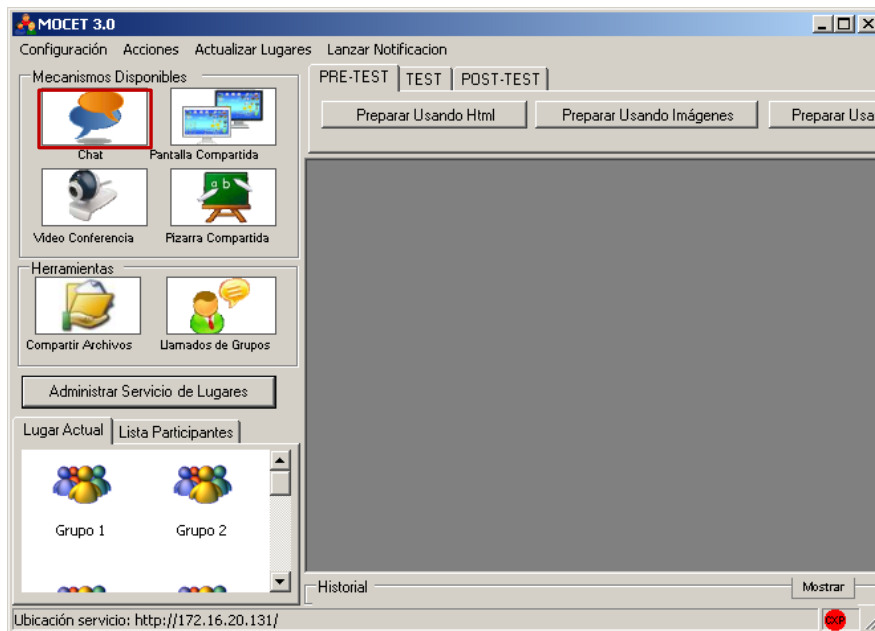 MOCET 3.0
Configuración Acciones Actualizar Lugares Lanzar Notificacion
Mecanismos Disponibles
Chat Pantalla Compartida
a b
Video Conferencia Pizarra Compartida
Herramientas
Compartir Archivos Llamados de Grupos
Administrar Servicio de Lugares
Lugar Actual Lista Participantes
Grupo 1 Grupo 2
PRE-TEST TEST POST-TEST
Preparar Usando Html Preparar Usando Imágenes Preparar Usa
Historial Mostrar
Ubicación servicio: http://172.16.20.131/ CXP